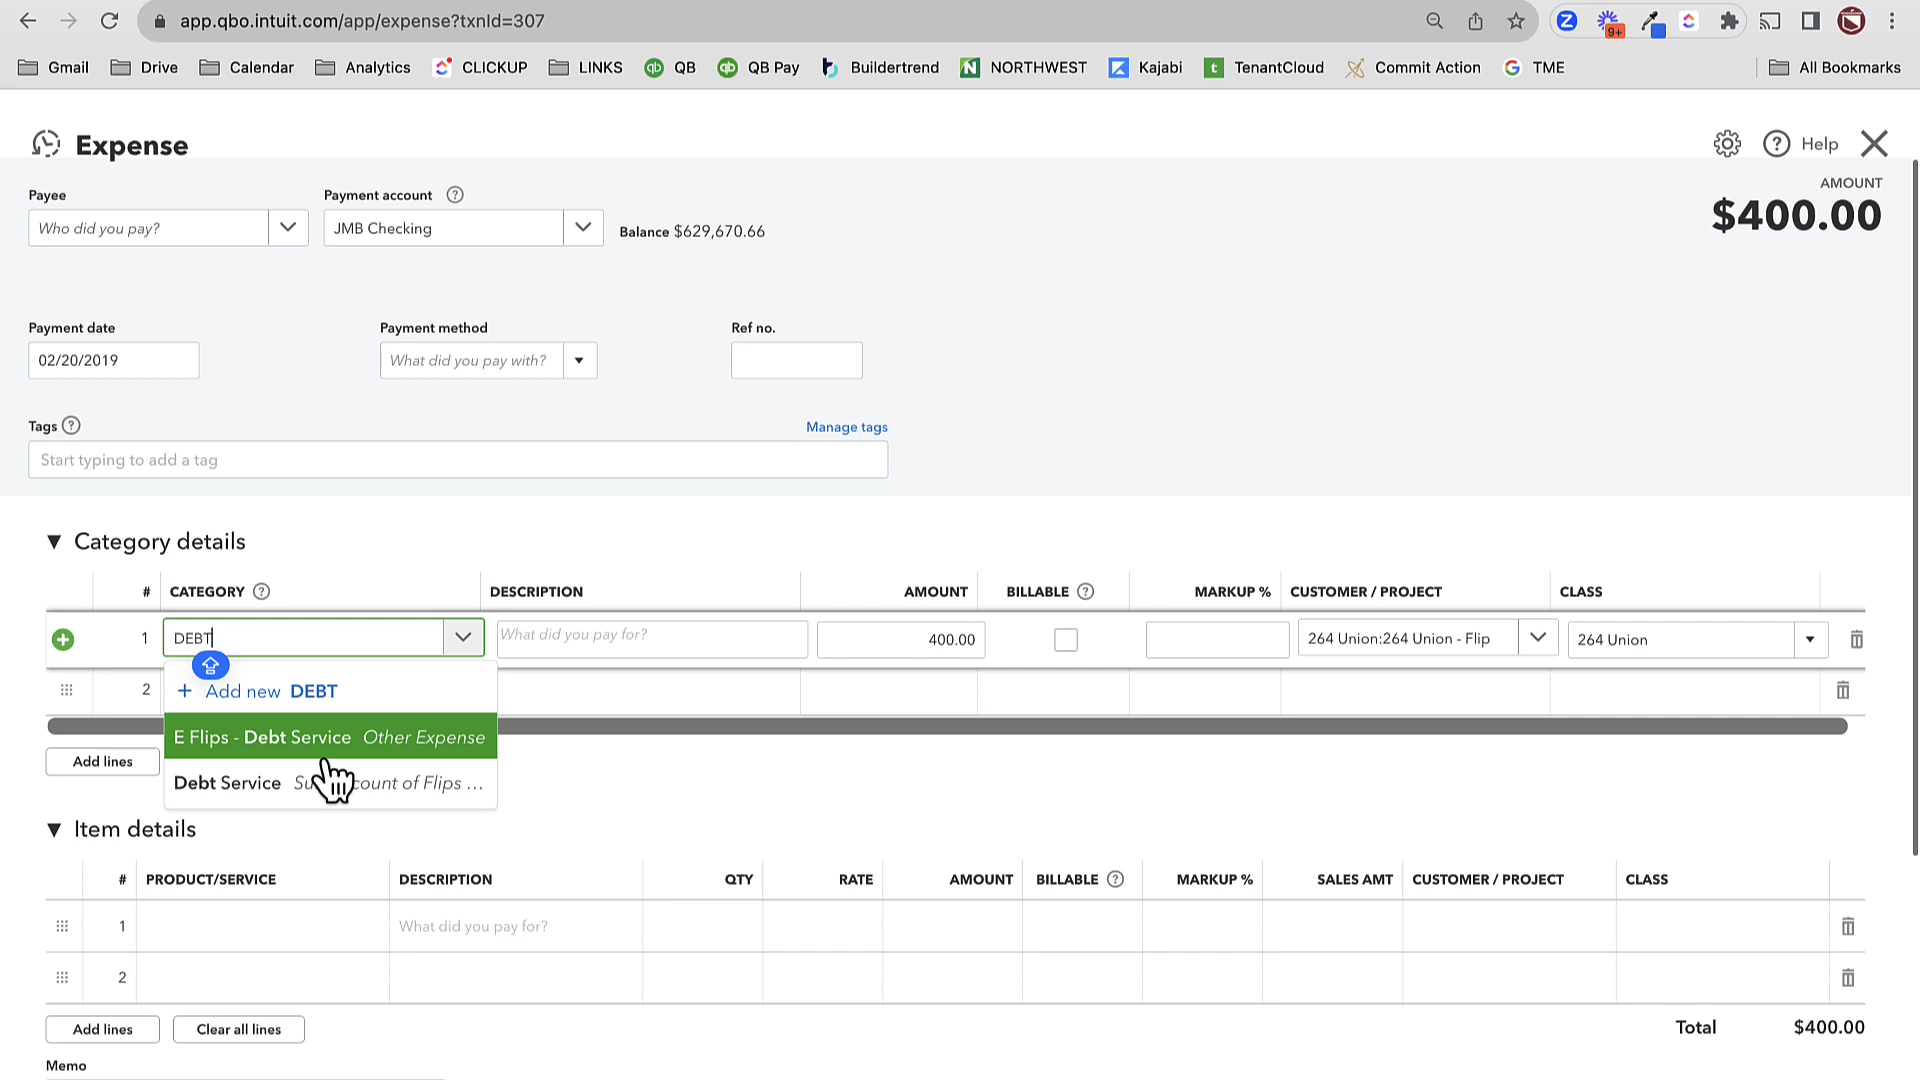 app.qbo.intuit.com/app/expense?txnId=307
9+
Gmail Drive Calendar Analytics CLICKUP LINKS QB QB Pay Buildertrend NORTHWEST Kajabi TenantCloud Commit Action TME All Bookmarks
Expense Help
AMOUNT
$400.00
Payee Payment account
Who did you pay? JMB Checking Balance $629,670.66
Payment date Payment method Ref no.
02/20/2019 What did you pay with?
Tags Manage tags
Start typing to add a tag
Category details
# CATEGORY DESCRIPTION AMOUNT BILLABLE MARKUP % CUSTOMER / PROJECT CLASS
1 DEBT What did you pay for? 400.00 264 Union:264 Union - Flip 264 Union
2 + Add new DEBT
E Flips - Debt Service Other Expense
Add lines
Debt Service of Flips ...
Item details
# PRODUCT/SERVICE DESCRIPTION QTY RATE AMOUNT BILLABLE MARKUP % SALES AMT CUSTOMER / PROJECT CLASS
1 What did you pay for?
2
Add lines Clear all lines Total $400.00
Memo